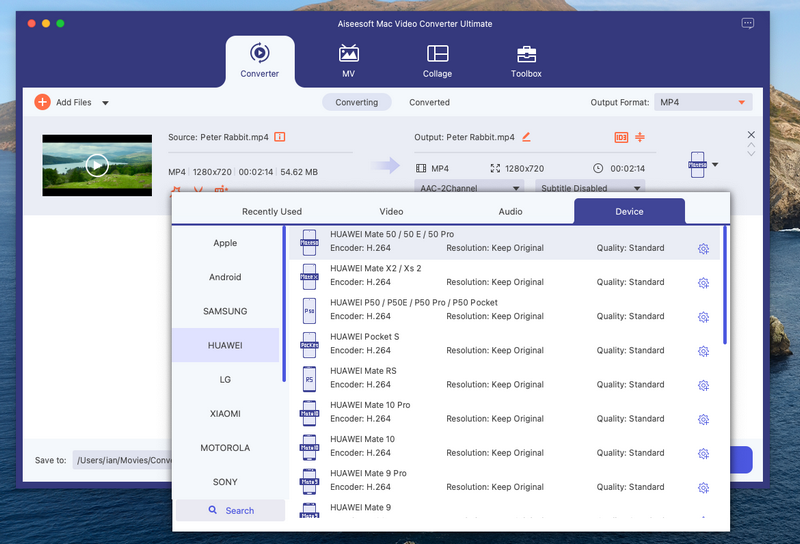 Aiseesoft Mac Video Converter Ultimate
Converter
MV
Collage
Toolbox
Add Files
Converting
Converted
Output Format:
MP4
Source: Peter Rabbit.mp4
Output: Peter Rabbit.mp4
MP4 1280x720 00:02:14 54.62 MB
MP4
1280x720
00:02:14
AAC-2Channel
Subtitle Disabled
Recently Used
Video
Audio
Device
Apple
Android
SAMSUNG
HUAWEI
LG
XIAOMI
MOTOROLA
SONY
Search
HUAWEI Mate 50 / 50 E / 50 Pro
Encoder: H.264 Resolution: Keep Original Quality: Standard
HUAWEI Mate X2 / Xs 2
Encoder: H.264 Resolution: Keep Original Quality: Standard
HUAWEI P50 / P50E / P50 Pro / P50 Pocket
Encoder: H.264 Resolution: Keep Original Quality: Standard
HUAWEI Pocket S
Encoder: H.264 Resolution: Keep Original Quality: Standard
HUAWEI Mate RS
Encoder: H.264 Resolution: Keep Original Quality: Standard
HUAWEI Mate 10 Pro
Encoder: H.264 Resolution: Keep Original Quality: Standard
HUAWEI Mate 10
Encoder: H.264 Resolution: Keep Original Quality: Standard
HUAWEI Mate 9 Pro
Encoder: H.264 Resolution: Keep Original Quality: Standard
HUAWEI Mate 9
Save to:
/Users/ian/Movies/Conv